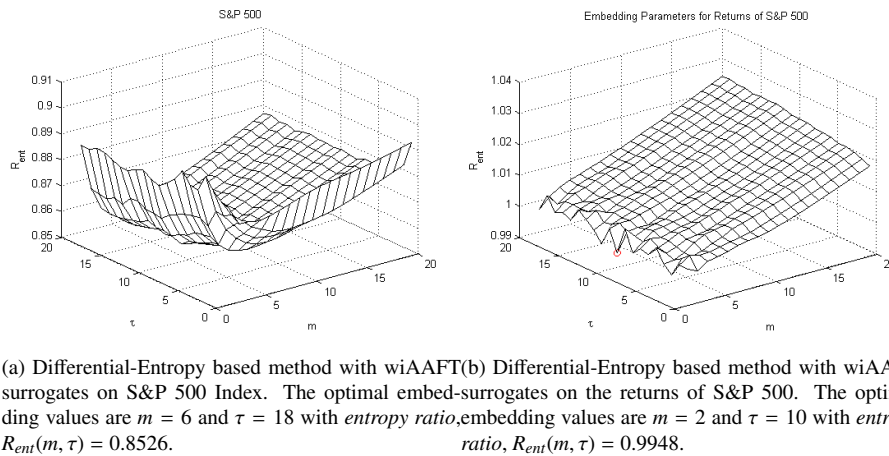 S&P 500
0.91
0.9
0.89
0.88
0.87
0.86
0.85
R_ent
20
15
10
5
0
τ
0
5
10
15
20
m
Embedding Parameters for Returns of S&P 500
1.04
1.03
1.02
1.01
1
0.99
R_ent
20
15
10
5
0
τ
0
5
10
15
2
m
(a) Differential-Entropy based method with wiAAFT
surrogates on S&P 500 Index. The optimal embed-
ding values are m = 6 and τ = 18 with entropy ratio,
R_ent(m, τ) = 0.8526.
(b) Differential-Entropy based method with wiAA
surrogates on the returns of S&P 500. The opti
embedding values are m = 2 and τ = 10 with entr
ratio, R_ent(m, τ) = 0.9948.